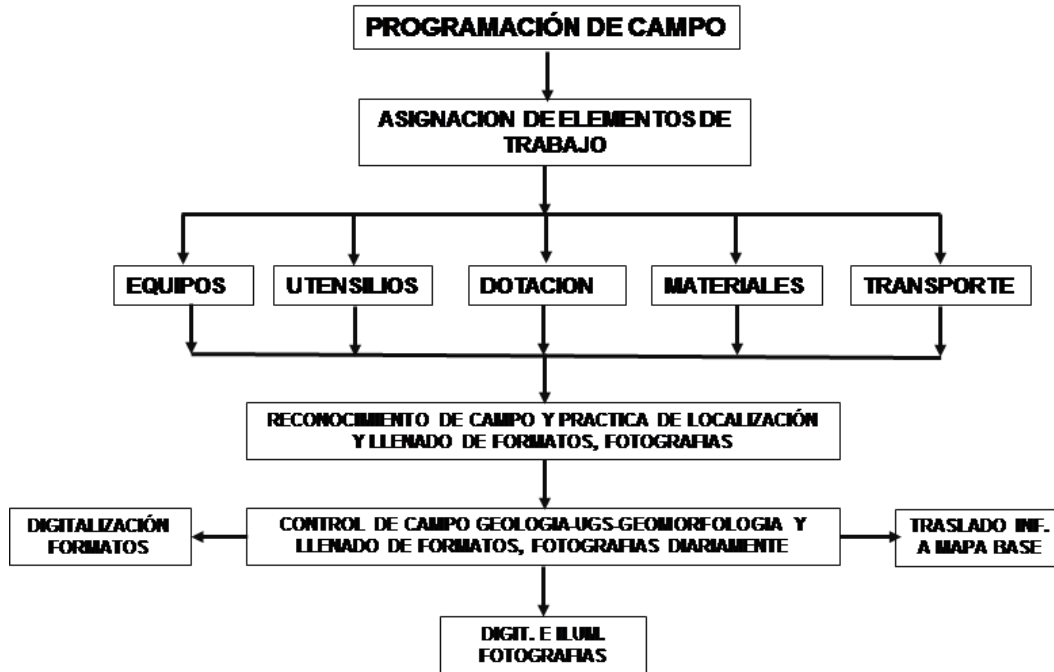 PROGRAMACIÓN DE CAMPO
ASIGNACION DE ELEMENTOS DE
TRABAJO
EQUIPOS
UTENSILIOS
DOTACION
MATERIALES
TRANSPORTE
RECONOCIMIENTO DE CAMPO Y PRACTICA DE LOCALIZACIÓN
Y LLENADO DE FORMATOS, FOTOGRAFIAS
DIGITALIZACIÓN
FORMATOS
CONTROL DE CAMPO GEOLOGIA-UGS-GEOMORFOLOGIA Y
LLENADO DE FORMATOS, FOTOGRAFIAS DIARIAMENTE
TRASLADO INF.
A MAPA BASE
DIGIT. E ILUM.
FOTOGRAFIAS